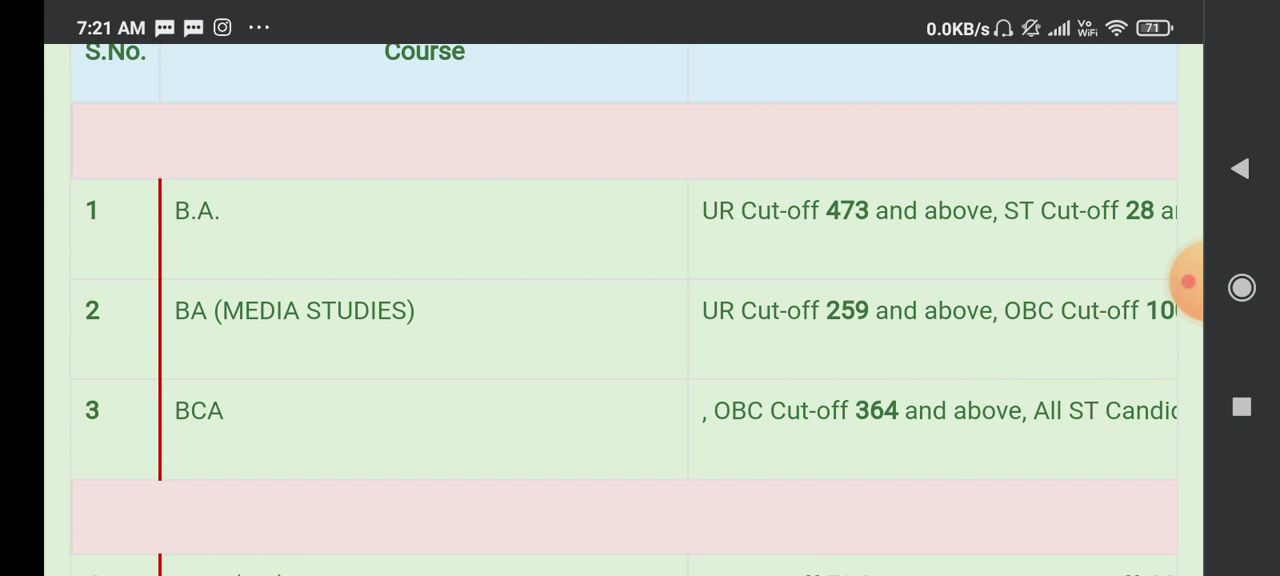 7:21 AM
0.0KB/s Vo WiFi 71
S.No. Course
1 B.A. UR Cut-off 473 and above, ST Cut-off 28
2 BA (MEDIA STUDIES) UR Cut-off 259 and above, OBC Cut-off
3 BCA , OBC Cut-off 364 and above, All ST